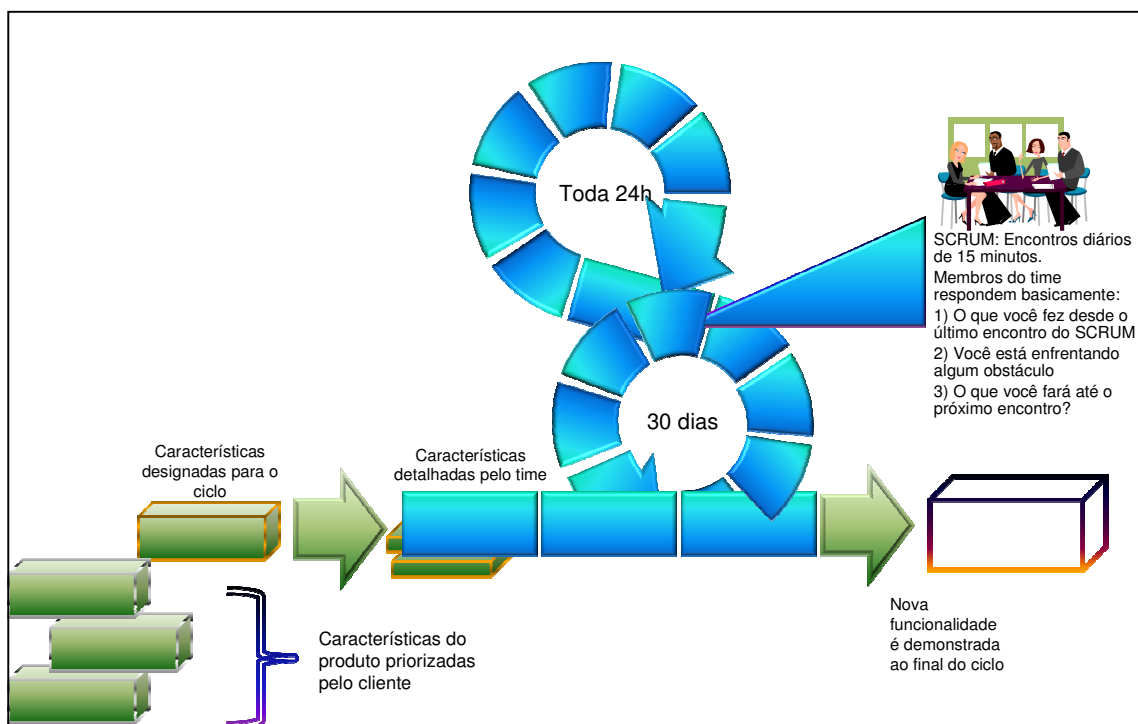 Toda 24h
SCRUM: Encontros diários
de 15 minutos.
Membros do time
respondem basicamente:
1) O que você fez desde o
último encontro do SCRUM
2) Você está enfrentando
algum obstáculo
3) O que você fará até o
próximo encontro?
30 dias
Características
designadas para o
ciclo
Características
detalhadas pelo time
Nova
funcionalidade
é demonstrada
ao final do ciclo
Características do
produto priorizadas
pelo cliente